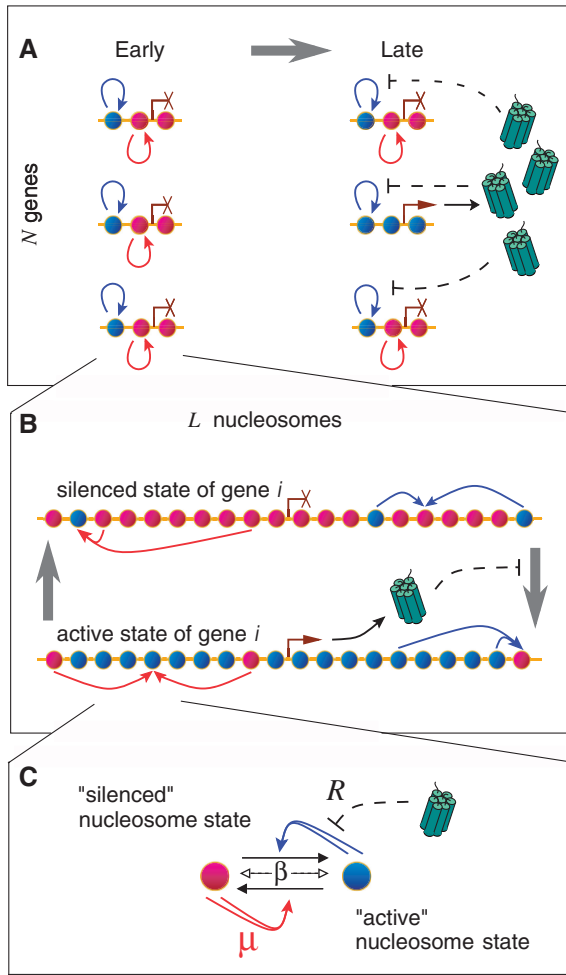 A
Early
Late
N genes
B
L nucleosomes
silenced state of gene i
active state of gene i
C
"silenced"
nucleosome state
R
β
μ
"active"
nucleosome state